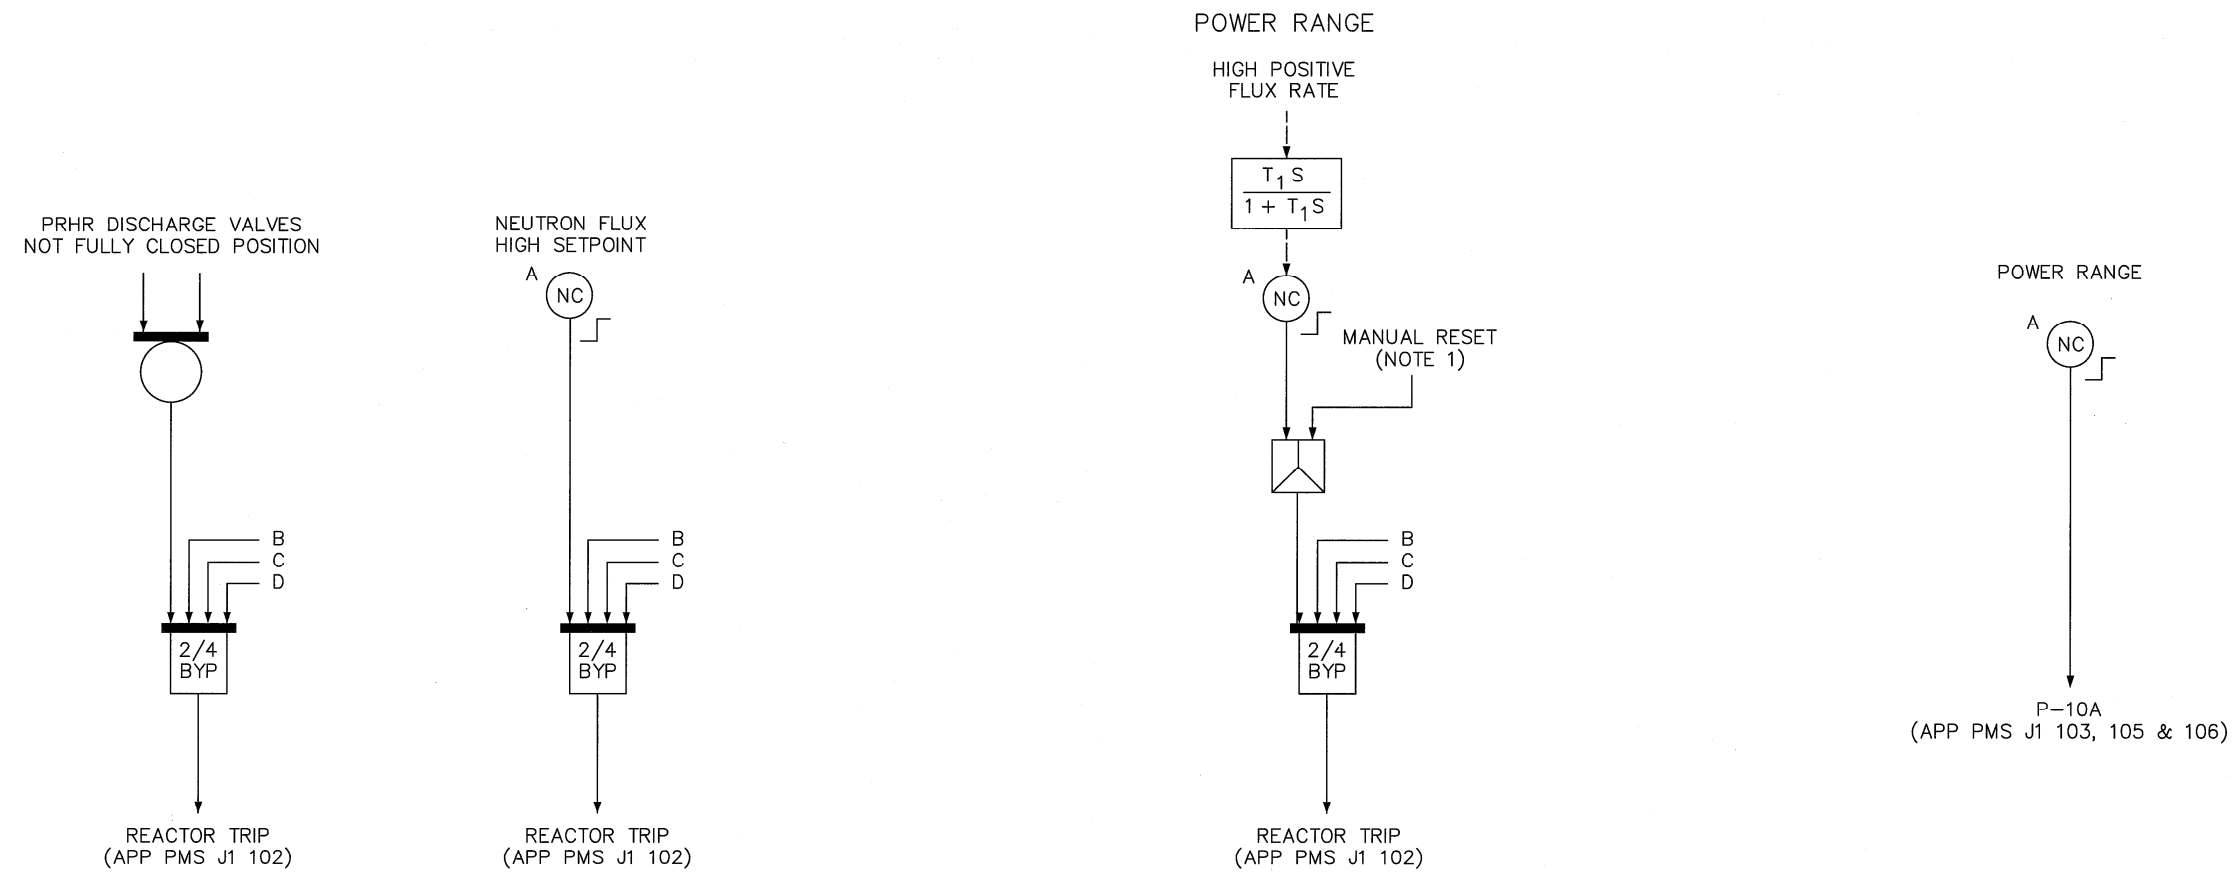 POWER RANGE
HIGH POSITIVE
FLUX RATE
T1 S
1 + T1S
PRHR DISCHARGE VALVES
NOT FULLY CLOSED POSITION
NEUTRON FLUX
HIGH SETPOINT
A
NC
A
NC
MANUAL RESET
(NOTE 1)
POWER RANGE
A
NC
B
C
D
2/4
BYP
B
C
D
2/4
BYP
B
C
D
2/4
BYP
REACTOR TRIP
(APP PMS J1 102)
REACTOR TRIP
(APP PMS J1 102)
REACTOR TRIP
(APP PMS J1 102)
P-10A
(APP PMS J1 103, 105 & 106)